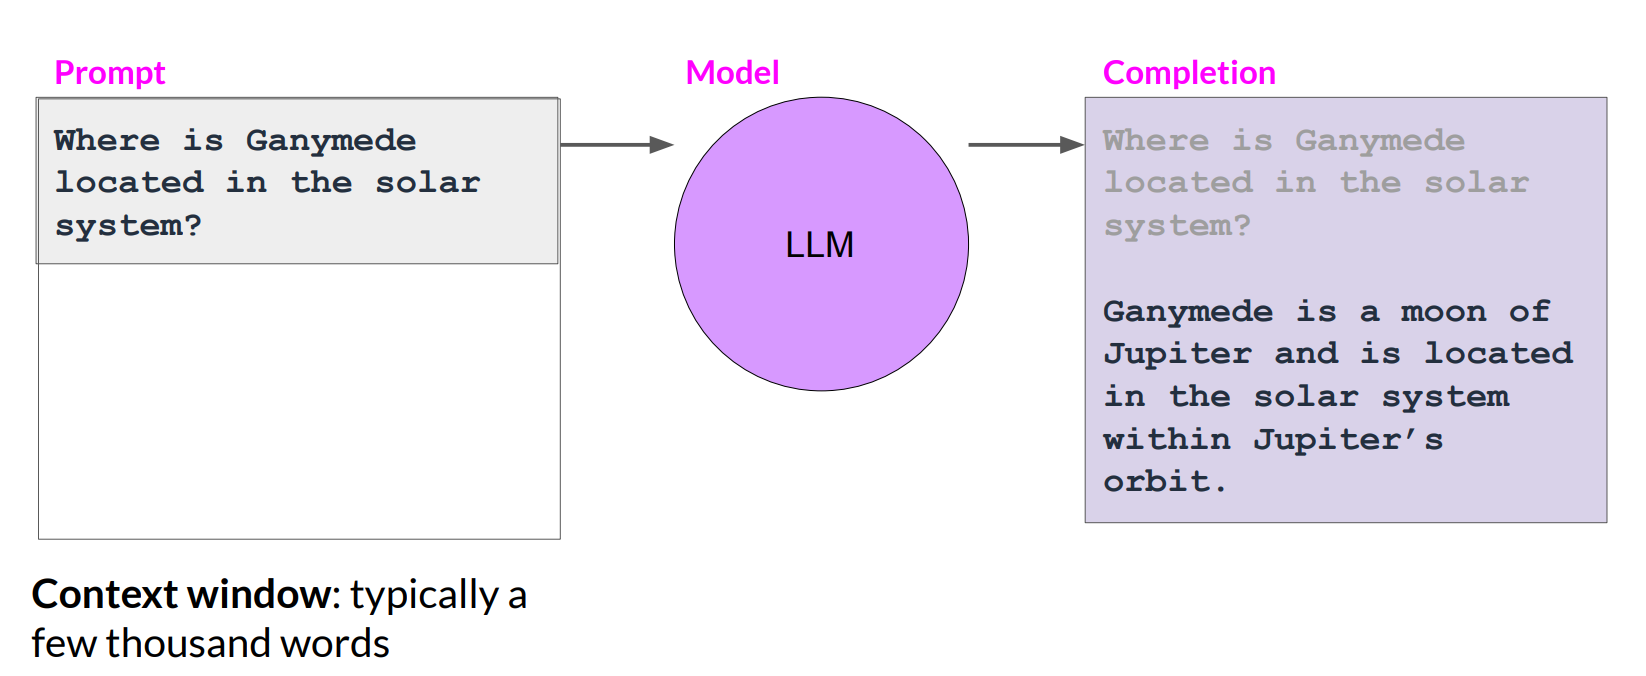 Prompt
Where is Ganymede
located in the solar
system?
Context window: typically a
few thousand words
Model
LLM
Completion
Where is Ganymede
located in the solar
system?
Ganymede is a moon of
Jupiter and is located
in the solar system
within Jupiter’s
orbit.